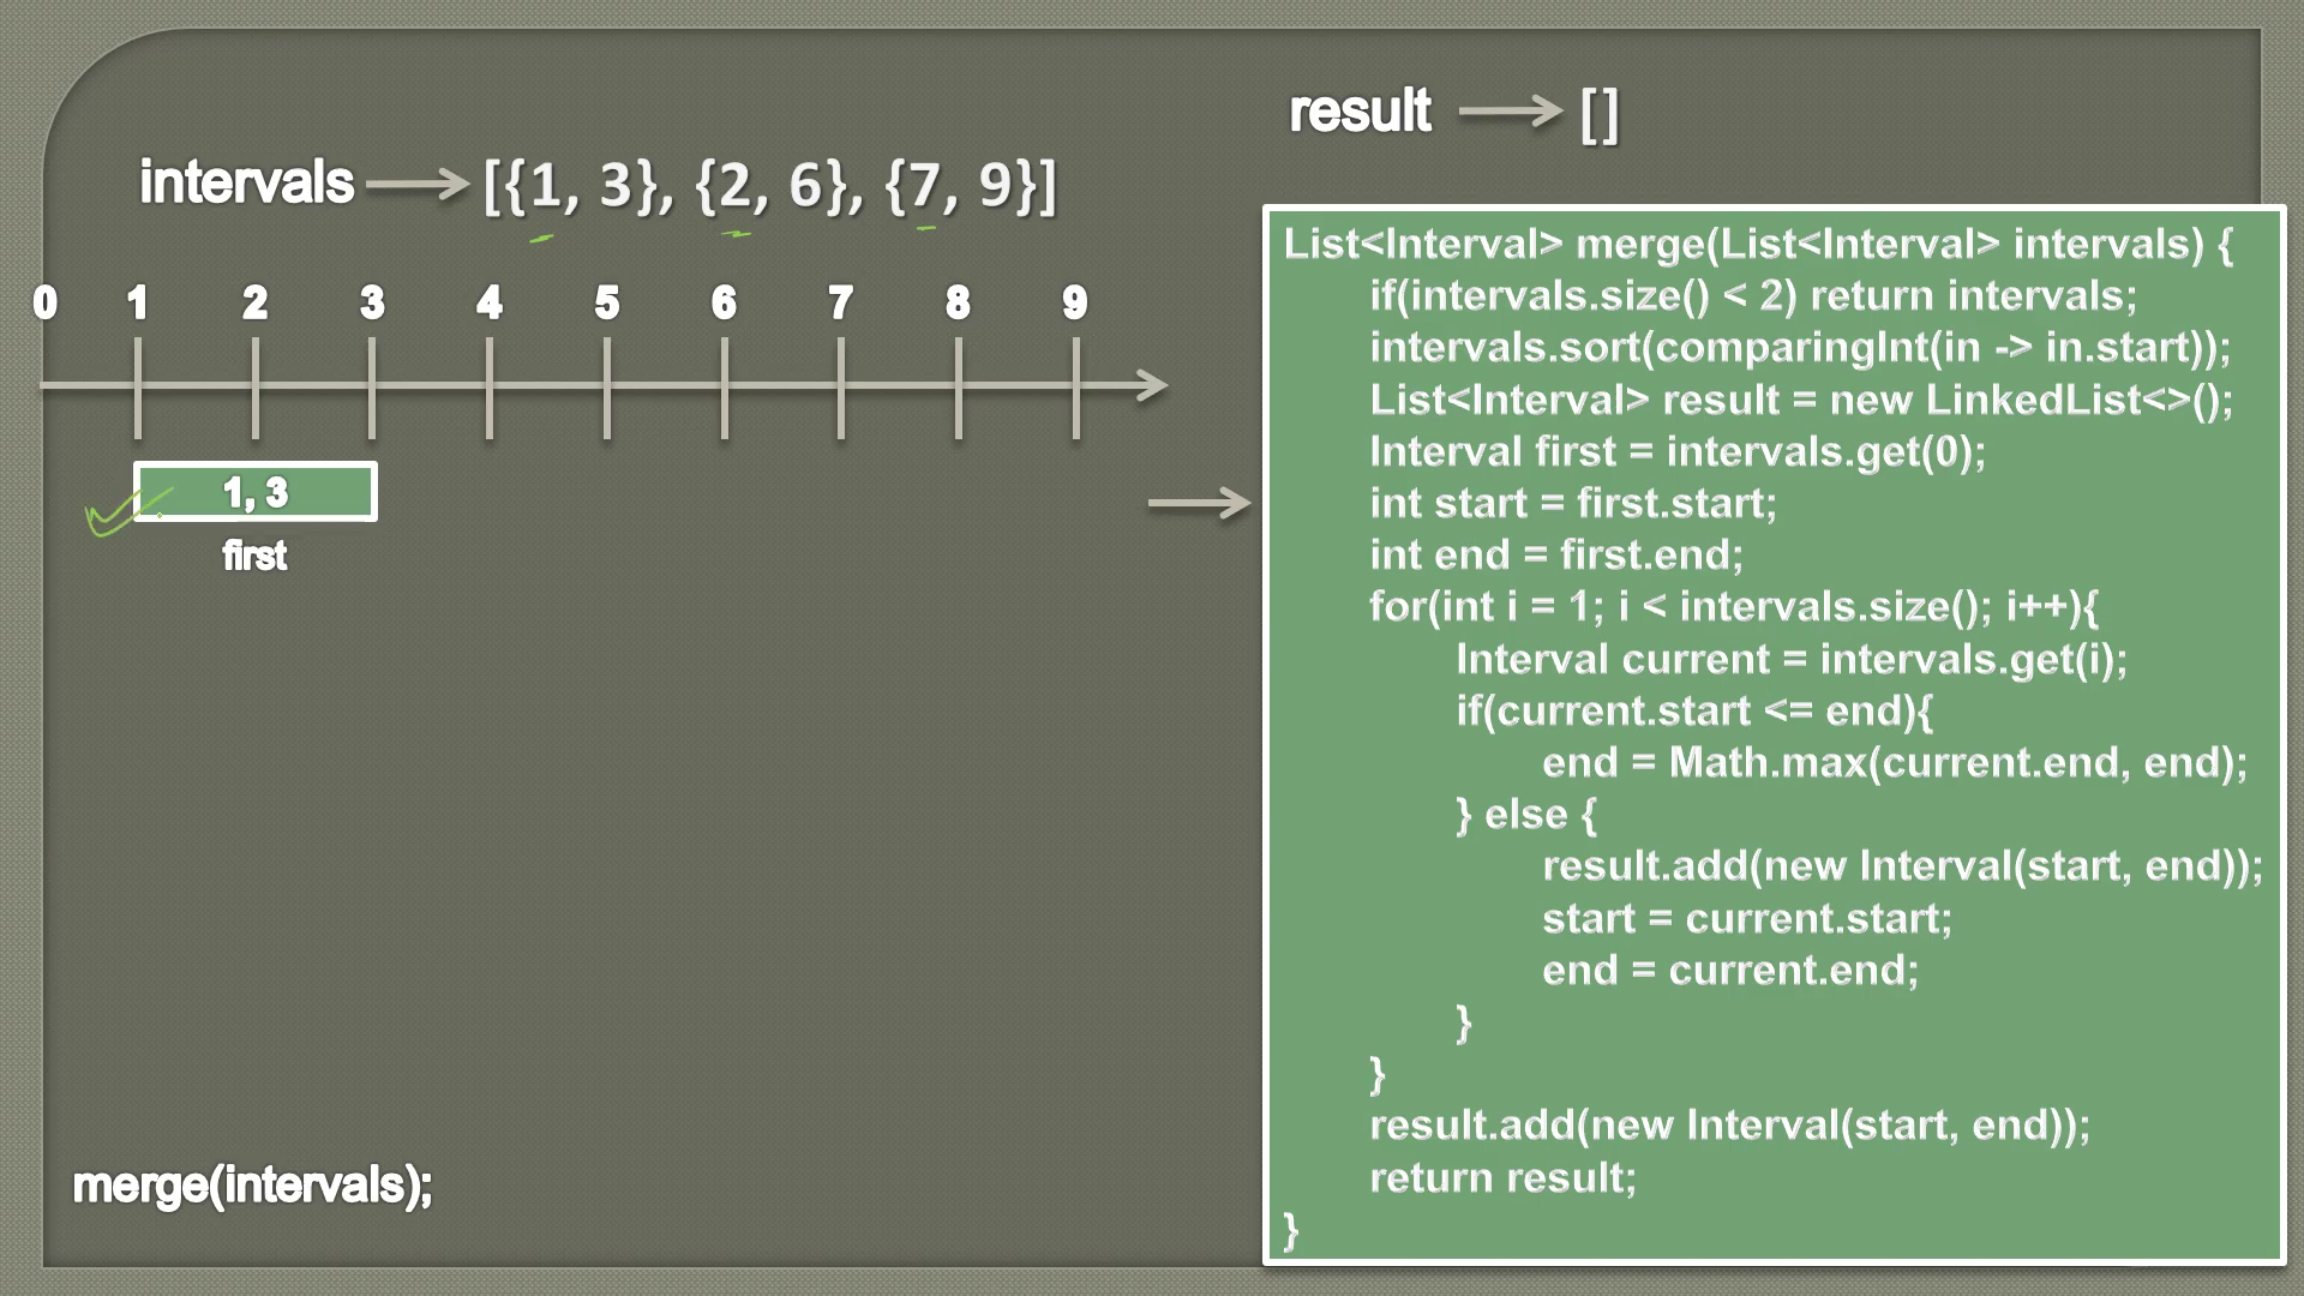 result → []
intervals → [{1, 3}, {2, 6}, {7, 9}]
0 1 2 3 4 5 6 7 8 9
1, 3
first
merge(intervals);
List<Interval> merge(List<Interval> intervals) {
if(intervals.size() < 2) return intervals;
intervals.sort(comparingInt(in -> in.start));
List<Interval> result = new LinkedList<>();
Interval first = intervals.get(0);
int start = first.start;
int end = first.end;
for(int i = 1; i < intervals.size(); i++){
Interval current = intervals.get(i);
if(current.start <= end){
end = Math.max(current.end, end);
} else {
result.add(new Interval(start, end));
start = current.start;
end = current.end;
}
}
result.add(new Interval(start, end));
return result;
}